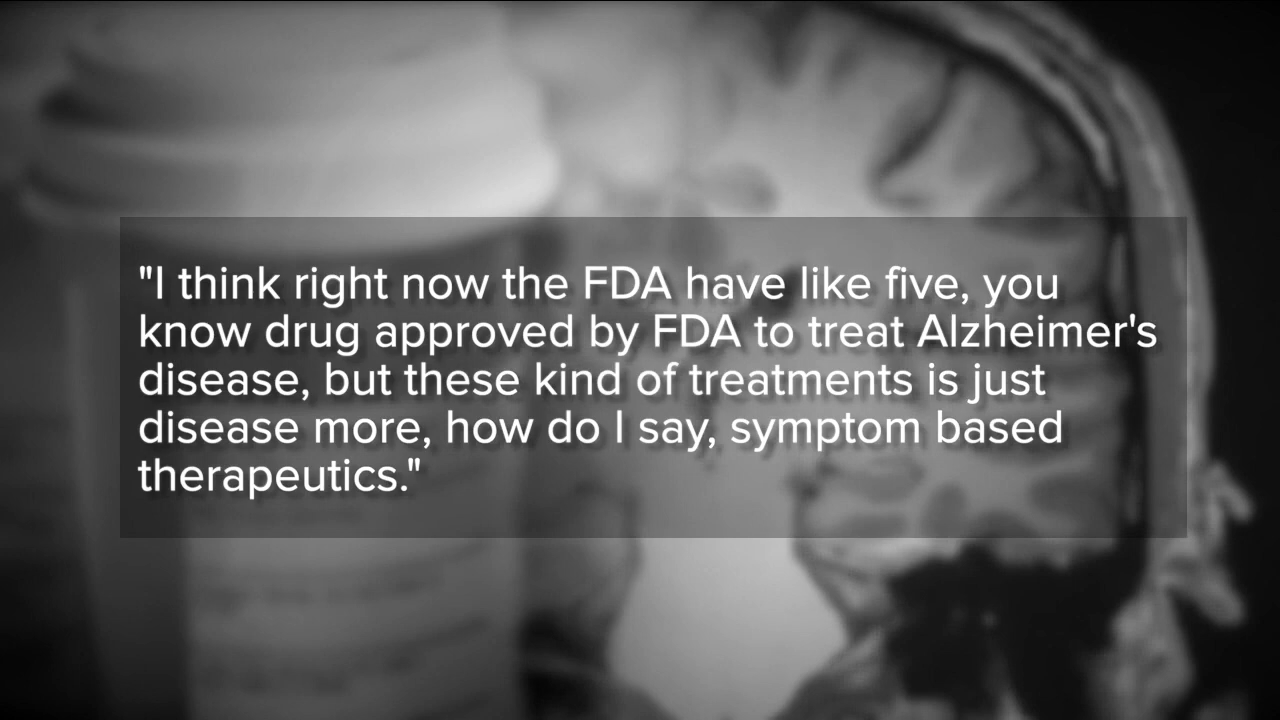 "I think right now the FDA have like five, you
know drug approved by FDA to treat Alzheimer's
disease, but these kind of treatments is just
disease more, how do I say, symptom based
therapeutics."